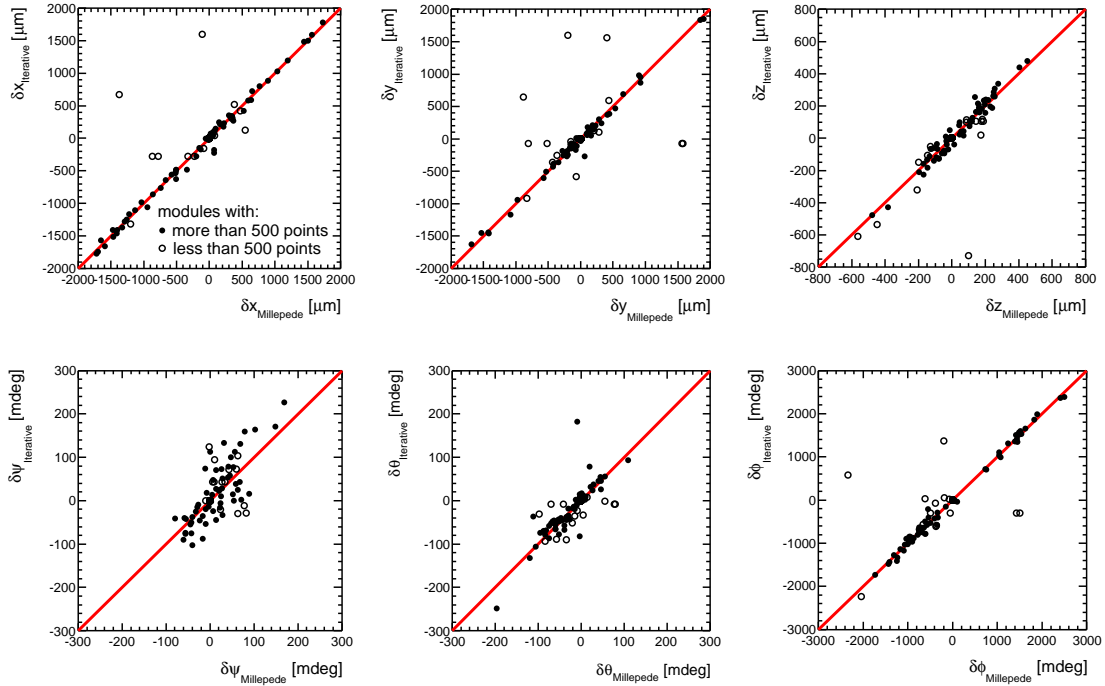 δx_Iterative [μm]
2000
1500
1000
500
0
-500
-1000
-1500
-2000
modules with:
more than 500 points
less than 500 points
-2000 -1500 -1000 -500 0 500 1000 1500 2000
δx_Millepede [μm]
δy_Iterative [μm]
2000
1500
1000
500
0
-500
-1000
-1500
-2000
-2000 -1500 -1000 -500 0 500 1000 1500 2000
δy_Millepede [μm]
δz_Iterative [μm]
800
600
400
200
0
-200
-400
-600
-800
-800 -600 -400 -200 0 200 400 600 800
δz_Millepede [μm]
δψ_Iterative [mdeg]
300
200
100
0
-100
-200
-300
-300 -200 -100 0 100 200 300
δψ_Millepede [mdeg]
δθ_Iterative [mdeg]
300
200
100
0
-100
-200
-300
-300 -200 -100 0 100 200 300
δθ_Millepede [mdeg]
δϕ_Iterative [mdeg]
3000
2000
1000
0
-1000
-2000
-3000
-3000 -2000 -1000 0 1000 2000 3000
δϕ_Millepede [mdeg]